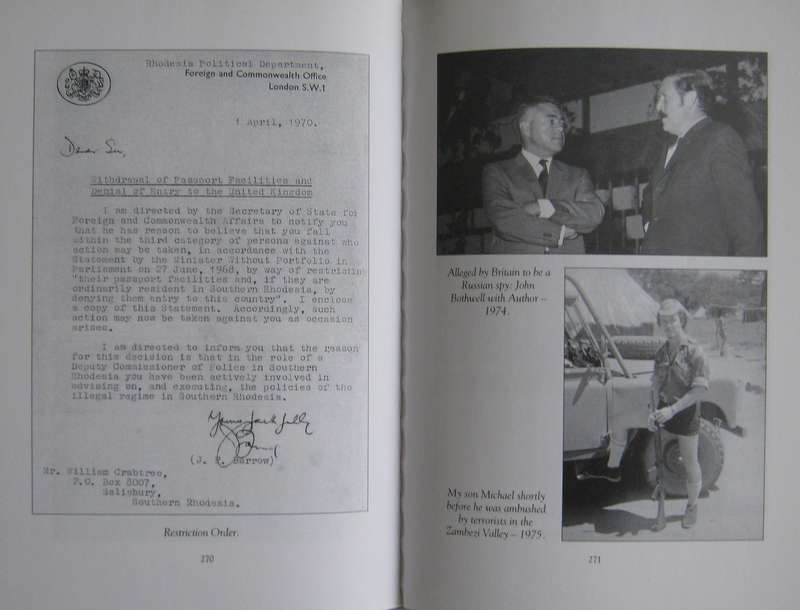 Rhodesia Political Department,
Foreign and Commonwealth Office
London S.W.1
1 April, 1970.
Dear Sir,
Withdrawal of Passport Facilities and
Denial of Entry to the United Kingdom
I am directed by the Secretary of State for
Foreign and Commonwealth Affairs to notify you
that he has reason to believe that you fall
within the third category of persons against who
action may be taken, in accordance with the
Statement by the Minister Without Portfolio in
Parliament on 27 June, 1968, by way of restrictin
"their passport facilities and, if they are
ordinarily resident in Southern Rhodesia, by
denying them entry to this country". I enclose
a copy of this Statement. Accordingly, such
action may now be taken against you as occasion
arises.
I am directed to inform you that the reason
for this decision is that in the role of a
Deputy Commissioner of Police in Southern
Rhodesia you have been actively involved in
advising on, and executing, the policies of the
illegal regime in Southern Rhodesia.
Yours faithfully
(J. Barrow)
Mr. William Crabtree,
P.O. Box 8007,
Salisbury,
Southern Rhodesia.
Restriction Order.
270
Alleged by Britain to be a
Russian spy: John
Bothwell with Author –
1974.
My son Michael shortly
before he was ambushed
by terrorists in the
Zambezi Valley – 1975.
271